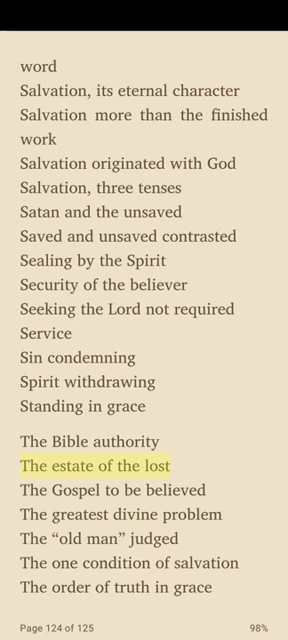 word
Salvation, its eternal character
Salvation more than the finished
work
Salvation originated with God
Salvation, three tenses
Satan and the unsaved
Saved and unsaved contrasted
Sealing by the Spirit
Security of the believer
Seeking the Lord not required
Service
Sin condemning
Spirit withdrawing
Standing in grace
The Bible authority
The estate of the lost
The Gospel to be believed
The greatest divine problem
The “old man” judged
The one condition of salvation
The order of truth in grace
Page 124 of 125
98%